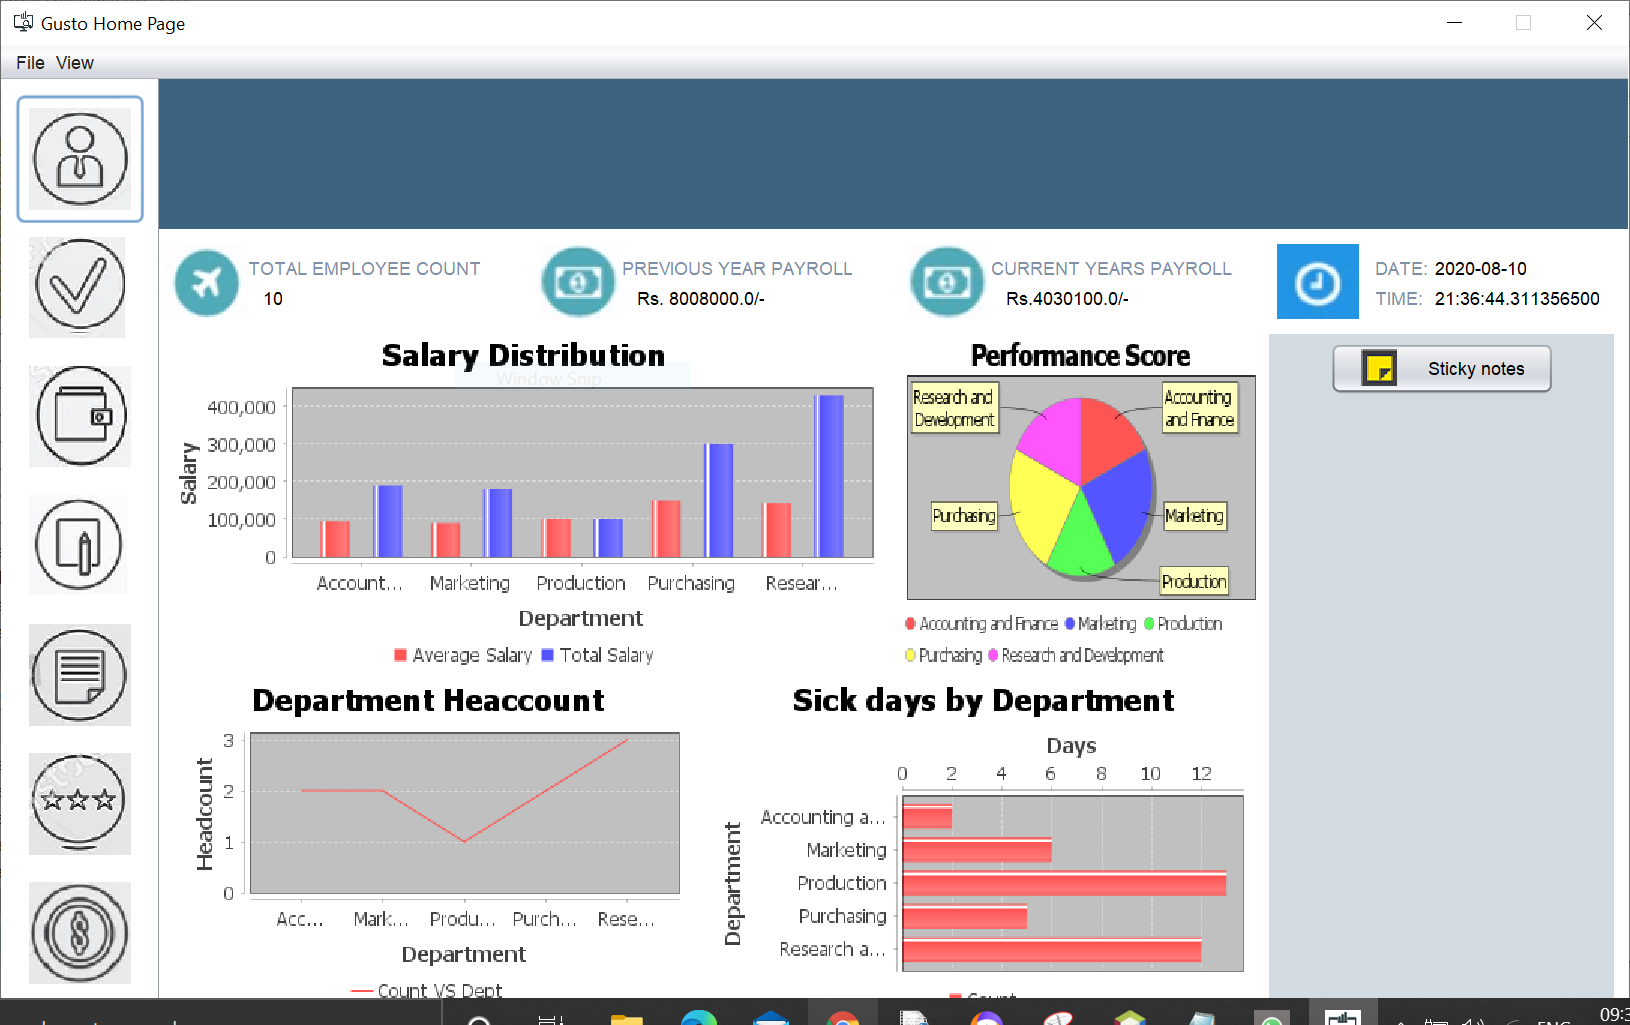 Gusto Home Page
File View
TOTAL EMPLOYEE COUNT
10
PREVIOUS YEAR PAYROLL
Rs. 8008000.0/-
CURRENT YEARS PAYROLL
Rs.4030100.0/-
DATE: 2020-08-10
TIME: 21:36:44.311356500
Sticky notes
Salary Distribution
Window Snip
Salary
400,000
300,000
200,000
100,000
0
Account... Marketing Production Purchasing Resear...
Department
Average Salary Total Salary
Performance Score
Research and
Development
Accounting
and Finance
Purchasing
Marketing
Production
Accounting and Finance Marketing Production
Purchasing Research and Development
Department Heaccount
Headcount
3
2
1
0
Acc... Mark... Produ... Purch... Rese...
Department
Count VS Dept
Sick days by Department
Days
0 2 4 6 8 10 12
Department
Accounting a...
Marketing
Production
Purchasing
Research a...
Count
ENG